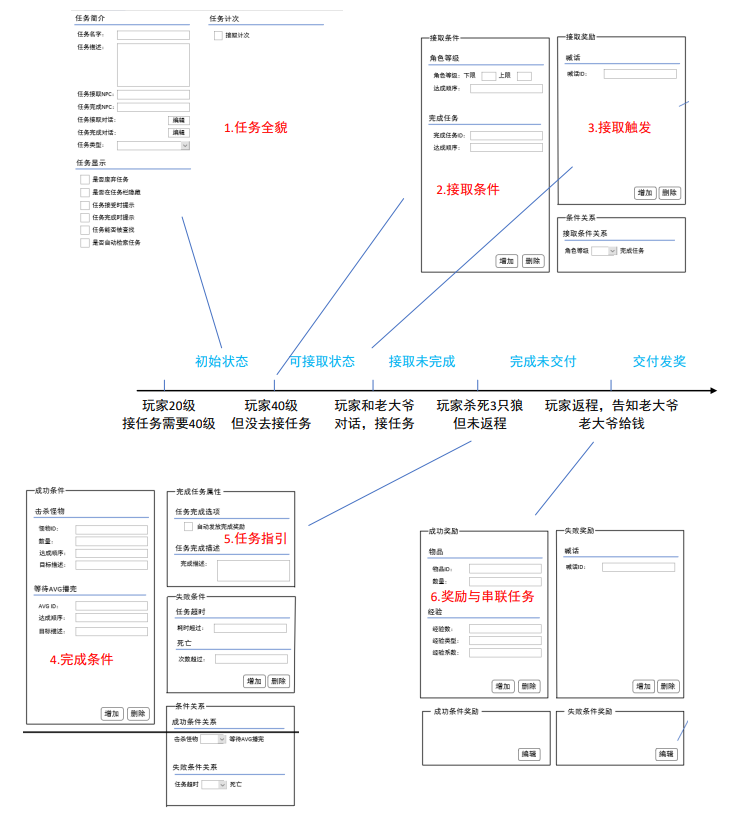 任务简介
任务名字：
任务描述：
任务接取NPC：
任务完成NPC：
任务接取对话： 编辑
任务完成对话： 编辑
任务类型：
任务显示
是否废弃任务
是否在任务栏隐藏
任务接受时提示
任务完成时提示
任务能否被查找
是否自动检索任务
任务计次
接取计次
1.任务全貌
接取条件
角色等级
角色等级： 下限 上限
达成顺序：
完成任务
完成任务ID：
达成顺序：
2.接取条件
增加 删除
接取奖励
喊话
喊话ID：
3.接取触发
增加 删除
条件关系
接取条件关系
角色等级 完成任务
初始状态 可接取状态 接取未完成 完成未交付 交付发奖
玩家20级
接任务需要40级
玩家40级
但没去接任务
玩家和老大爷
对话，接任务
玩家杀死3只狼
但未返程
玩家返程，告知老大爷
老大爷给钱
成功条件
击杀怪物
怪物ID：
数量：
达成顺序：
目标描述：
等待AVG播完
AVG ID：
达成顺序：
目标描述：
4.完成条件
增加 删除
完成任务属性
任务完成选项
自动发放完成奖励
5.任务指引
任务完成描述
完成描述：
失败条件
任务超时
耗时超过：
死亡
次数超过：
增加 删除
条件关系
成功条件关系
击杀怪物 等待AVG播完
失败条件关系
任务超时 死亡
成功奖励
物品
物品ID：
数量：
6.奖励与串联任务
经验
经验数：
经验类型：
经验系数：
增加 删除
失败奖励
喊话
喊话ID：
增加 删除
成功条件奖励
编辑
失败条件奖励
编辑